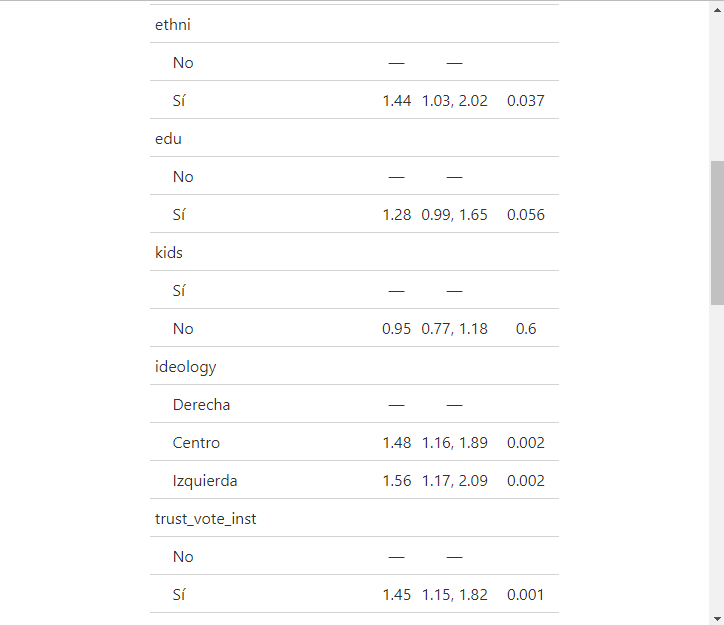 ethni
No — —
Sí 1.44 1.03, 2.02 0.037
edu
No — —
Sí 1.28 0.99, 1.65 0.056
kids
Sí — —
No 0.95 0.77, 1.18 0.6
ideology
Derecha — —
Centro 1.48 1.16, 1.89 0.002
Izquierda 1.56 1.17, 2.09 0.002
trust_vote_inst
No — —
Sí 1.45 1.15, 1.82 0.001